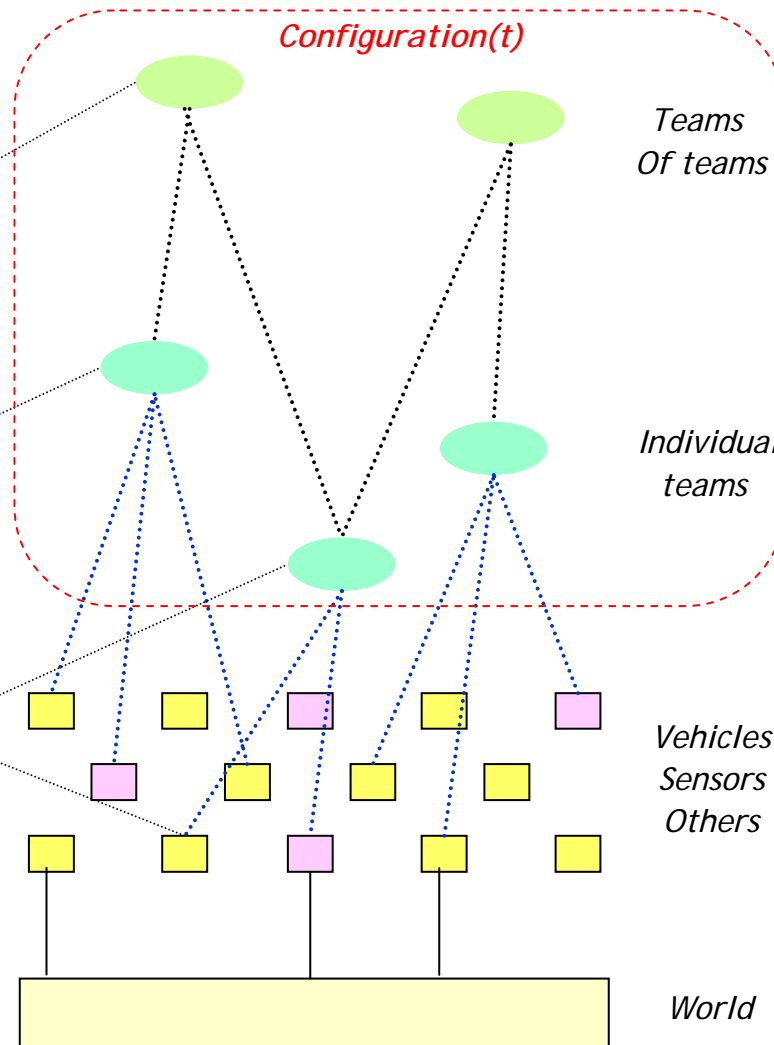 Configuration(t)
Teams
Of teams
Individual
teams
Vehicles
Sensors
Others
World